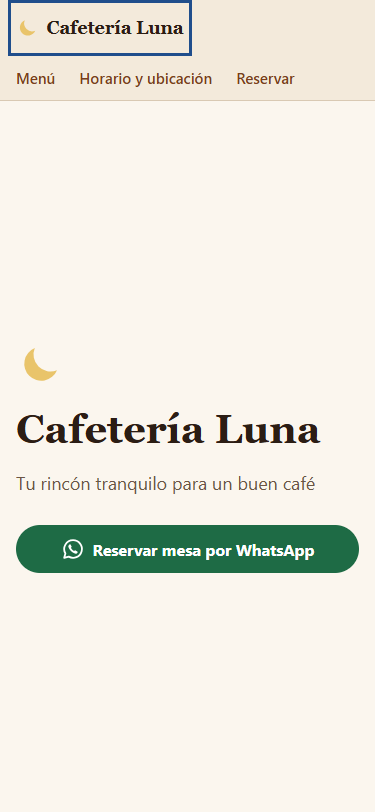 Cafetería Luna
Menú Horario y ubicación Reservar
Cafetería Luna
Tu rincón tranquilo para un buen café
Reservar mesa por WhatsApp